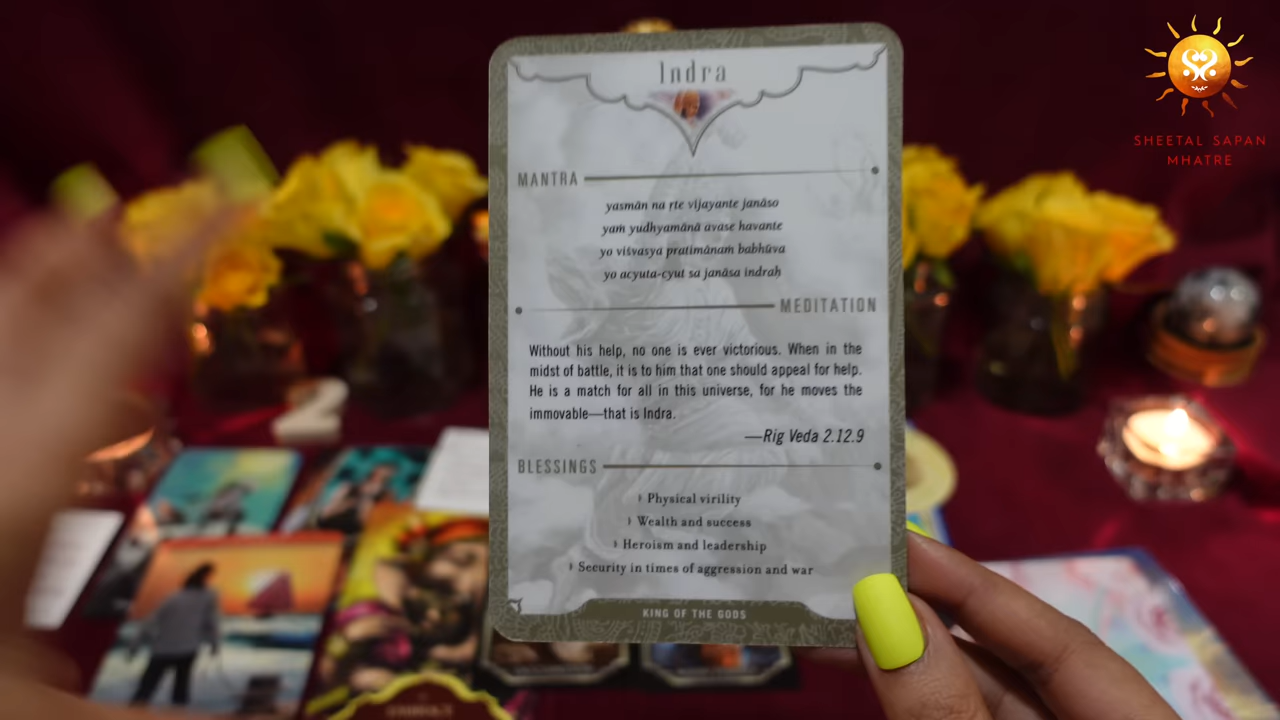 Indra
MANTRA
yasmān na ṛte vijayante janāso
yaṁ yudhyamānā avase havante
yo viśvasya pratimānaṁ babhūva
yo acyuta-cyut sa janāsa indraḥ
MEDITATION
Without his help, no one is ever victorious. When in the
midst of battle, it is to him that one should appeal for help.
He is a match for all in this universe, for he moves the
immovable—that is Indra.
—Rig Veda 2.12.9
BLESSINGS
Physical virility
Wealth and success
Heroism and leadership
Security in times of aggression and war
KING OF THE GODS
SHEETAL SAPAN
MHATRE